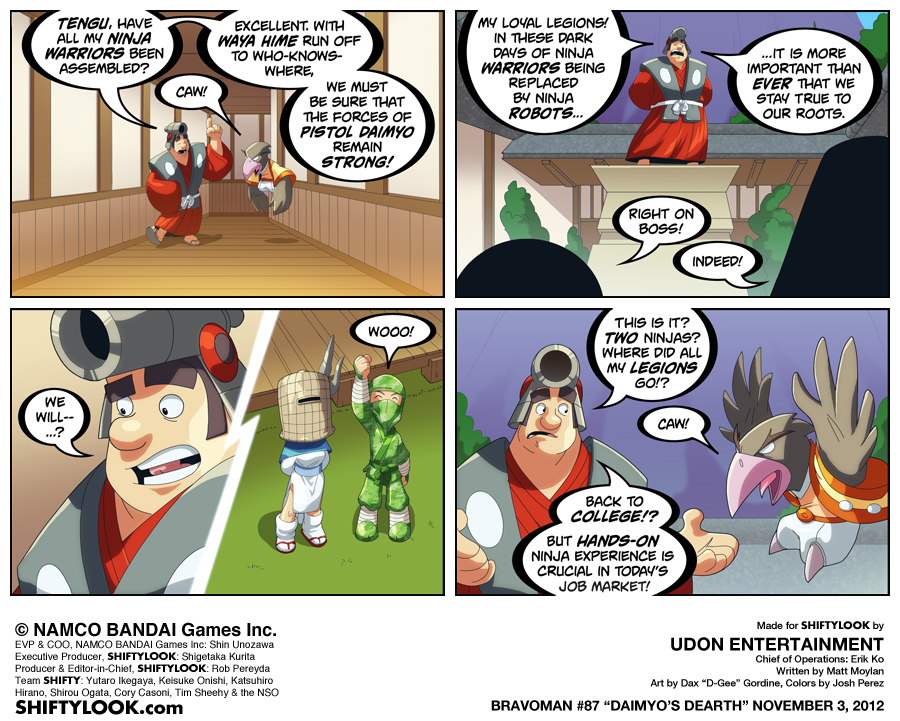 TENGU, HAVE
ALL MY NINJA
WARRIORS BEEN
ASSEMBLED?
CAW!
EXCELLENT. WITH
WAYA HIME RUN OFF
TO WHO-KNOWS-
WHERE,
WE MUST
BE SURE THAT
THE FORCES OF
PISTOL DAIMYO
REMAIN
STRONG!
MY LOYAL LEGIONS!
IN THESE DARK
DAYS OF NINJA
WARRIORS BEING
REPLACED
BY NINJA
ROBOTS...
...IT IS MORE
IMPORTANT THAN
EVER THAT WE
STAY TRUE TO
OUR ROOTS.
RIGHT ON
BOSS!
INDEED!
WE
WILL--
...?
WOOO!
THIS IS IT?
TWO NINJAS?
WHERE DID ALL
MY LEGIONS
GO!?
CAW!
BACK TO
COLLEGE!?
BUT HANDS-ON
NINJA EXPERIENCE IS
CRUCIAL IN TODAY'S
JOB MARKET!
© NAMCO BANDAI Games Inc.
EVP & COO, NAMCO BANDAI Games Inc: Shin Unozawa
Executive Producer, SHIFTYLOOK: Shigetaka Kurita
Producer & Editor-in-Chief, SHIFTYLOOK: Rob Pereyda
Team SHIFTY: Yutaro Ikegaya, Keisuke Onishi, Katsuhiro
Hirano, Shirou Ogata, Cory Casoni, Tim Sheehy & the NSO
SHIFTYLOOK.com
Made for SHIFTYLOOK by
UDON ENTERTAINMENT
Chief of Operations: Erik Ko
Written by Matt Moylan
Art by Dax "D-Gee" Gordine, Colors by Josh Perez
BRAVOMAN #87 "DAIMYO'S DEARTH" NOVEMBER 3, 2012